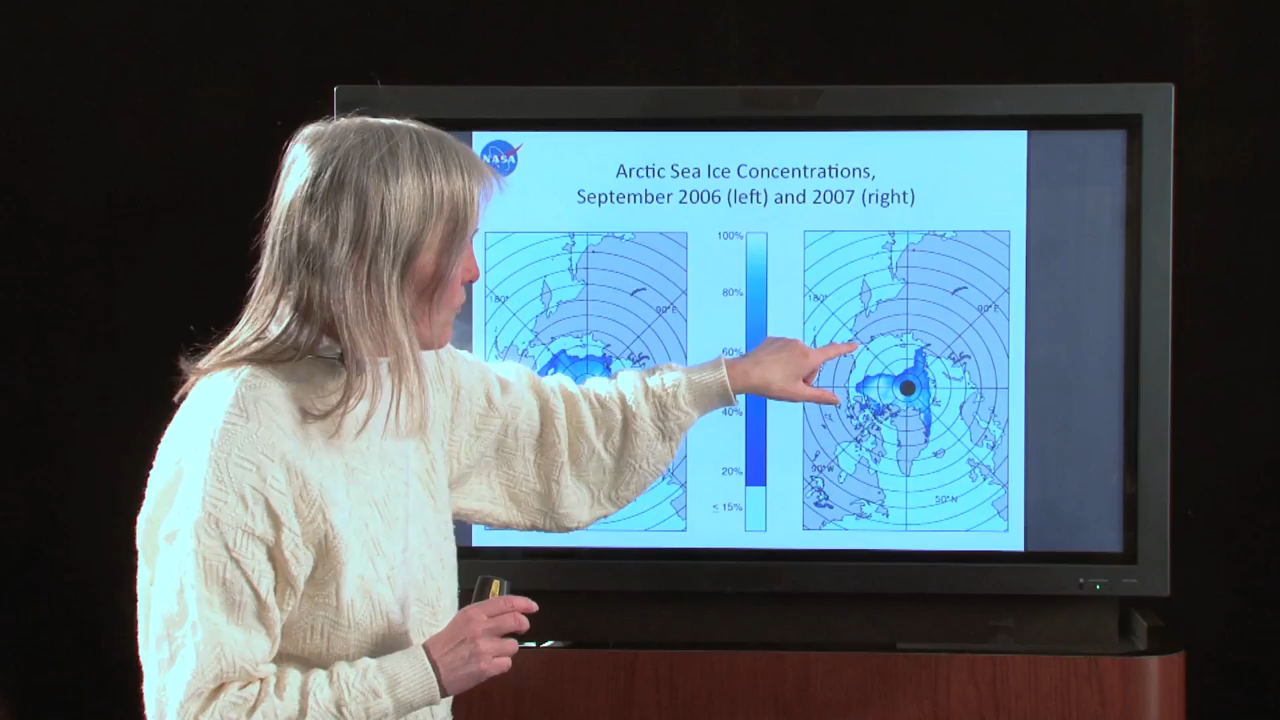 NASA
Arctic Sea Ice Concentrations,
September 2006 (left) and 2007 (right)
180°
90°E
100%
80%
60%
40%
20%
≤ 15%
180°
90°E
90°W
50°N